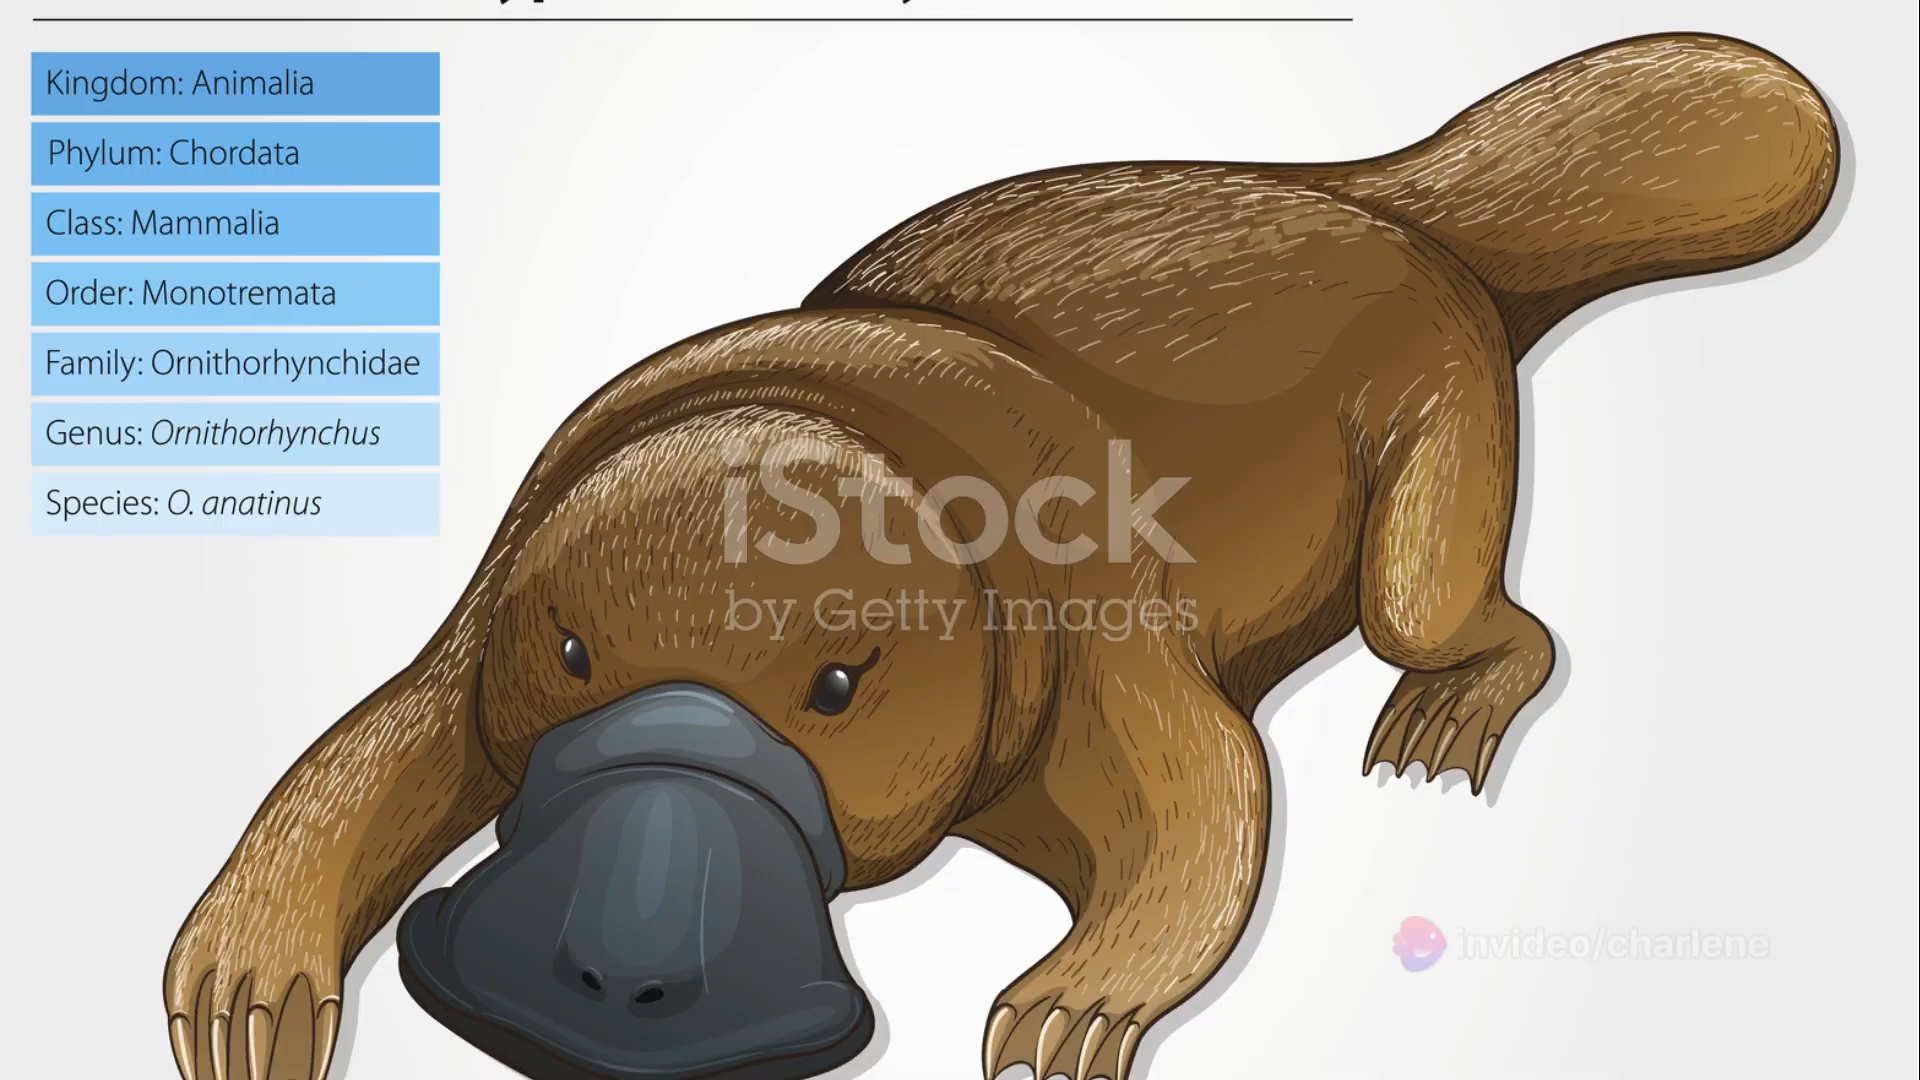 Kingdom: Animalia
Phylum: Chordata
Class: Mammalia
Order: Monotremata
Family: Ornithorhynchidae
Genus: Ornithorhynchus
Species: O. anatinus
iStock
by Getty Images
invideo/charlene